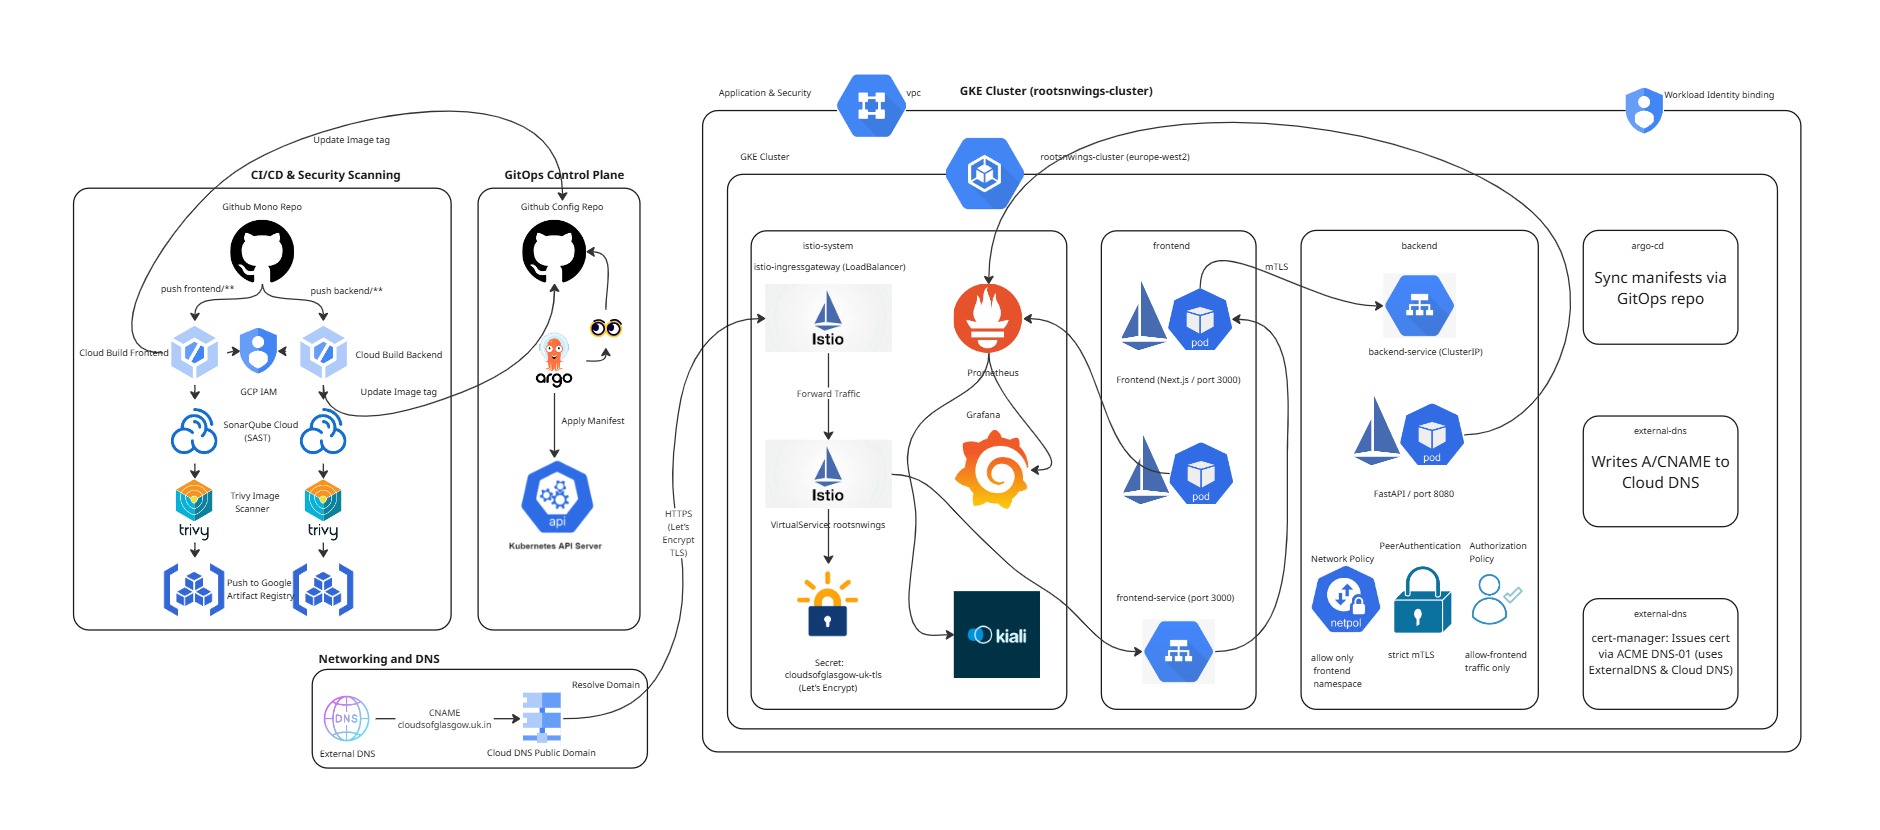 Application & Security
vpc
GKE Cluster (rootsnwings-cluster)
Workload Identity binding
Update Image tag
GKE Cluster
rootsnwings-cluster (europe-west2)
CI/CD & Security Scanning
GitOps Control Plane
Github Mono Repo
Github Config Repo
push frontend/**
push backend/**
Cloud Build Frontend
Cloud Build Backend
GCP IAM
Update Image tag
SonarQube Cloud
(SAST)
Trivy Image
Scanner
trivy
trivy
Push to Google
Artifact Registry
argo
Apply Manifest
api
Kubernetes API Server
Networking and DNS
Resolve Domain
DNS
CNAME
cloudsofglasgow.uk.in
External DNS
Cloud DNS Public Domain
HTTPS
(Let's
Encrypt
TLS)
istio-system
istio-ingressgateway (LoadBalancer)
Istio
Forward Traffic
Istio
VirtualService: rootsnwings
Secret:
cloudsofglasgow-uk-tls
(Let's Encrypt)
Prometheus
Grafana
kiali
frontend
pod
Frontend (Next.js / port 3000)
pod
frontend-service (port 3000)
mTLS
backend
backend-service (ClusterIP)
pod
FastAPI / port 8080
Network Policy
PeerAuthentication
Authorization
Policy
netpol
allow only
frontend
namespace
strict mTLS
allow-frontend
traffic only
argo-cd
Sync manifests via
GitOps repo
external-dns
Writes A/CNAME to
Cloud DNS
external-dns
cert-manager: Issues cert
via ACME DNS-01 (uses
ExternalDNS & Cloud DNS)